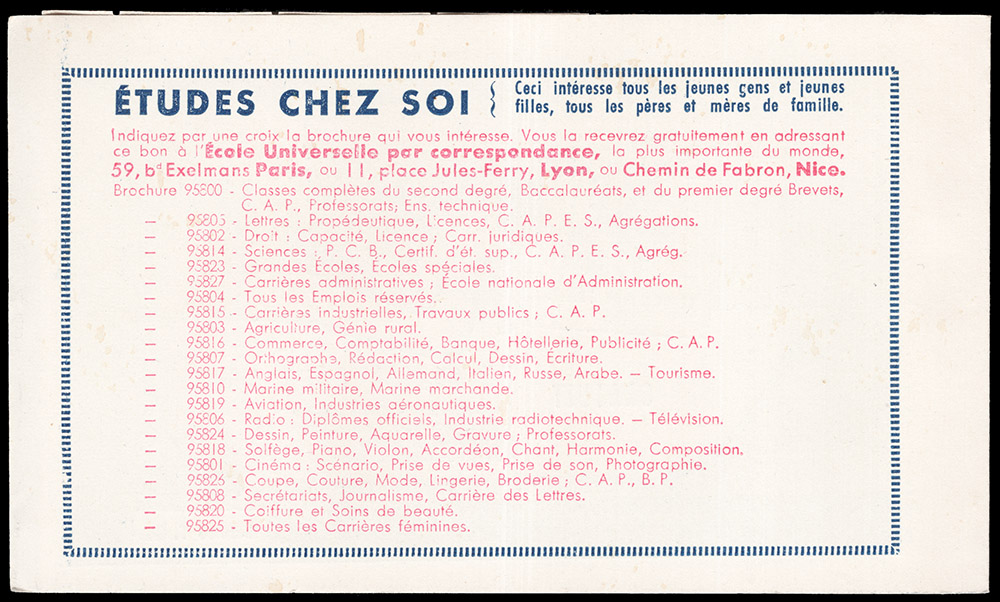 ÉTUDES CHEZ SOI
Ceci intéresse tous les jeunes gens et jeunes
filles, tous les pères et mères de famille.
Indiquez par une croix la brochure qui vous intéresse. Vous la recevrez gratuitement en adressant
ce bon à l'École Universelle par correspondance, la plus importante du monde,
59, bd Exelmans Paris, ou 11, place Jules-Ferry, Lyon, ou Chemin de Fabron, Nice.
Brochure 95800 - Classes complètes du second degré, Baccalauréats, et du premier degré Brevets,
C. A. P., Professorats; Ens. technique.
— 95805 - Lettres : Propédeutique, Licences, C. A. P. E. S., Agrégations.
— 95802 - Droit : Capacité, Licence ; Carr. juridiques.
— 95814 - Sciences : P. C. B., Certif. d'ét. sup., C. A. P. E. S., Agrég.
— 95823 - Grandes Écoles, Écoles spéciales.
— 95827 - Carrières administratives ; École nationale d'Administration.
— 95804 - Tous les Emplois réservés.
— 95815 - Carrières industrielles, Travaux publics ; C. A. P.
— 95803 - Agriculture, Génie rural.
— 95816 - Commerce, Comptabilité, Banque, Hôtellerie, Publicité ; C. A. P.
— 95807 - Orthographe, Rédaction, Calcul, Dessin, Écriture.
— 95817 - Anglais, Espagnol, Allemand, Italien, Russe, Arabe. — Tourisme.
— 95810 - Marine militaire, Marine marchande.
— 95819 - Aviation, Industries aéronautiques.
— 95806 - Radio : Diplômes officiels, Industrie radiotechnique. — Télévision.
— 95824 - Dessin, Peinture, Aquarelle, Gravure ; Professorats.
— 95818 - Solfège, Piano, Violon, Accordéon, Chant, Harmonie, Composition.
— 95801 - Cinéma : Scénario, Prise de vues, Prise de son, Photographie.
— 95826 - Coupe, Couture, Mode, Lingerie, Broderie ; C. A. P., B. P.
— 95808 - Secrétariats, Journalisme, Carrière des Lettres.
— 95820 - Coiffure et Soins de beauté.
— 95825 - Toutes les Carrières féminines.